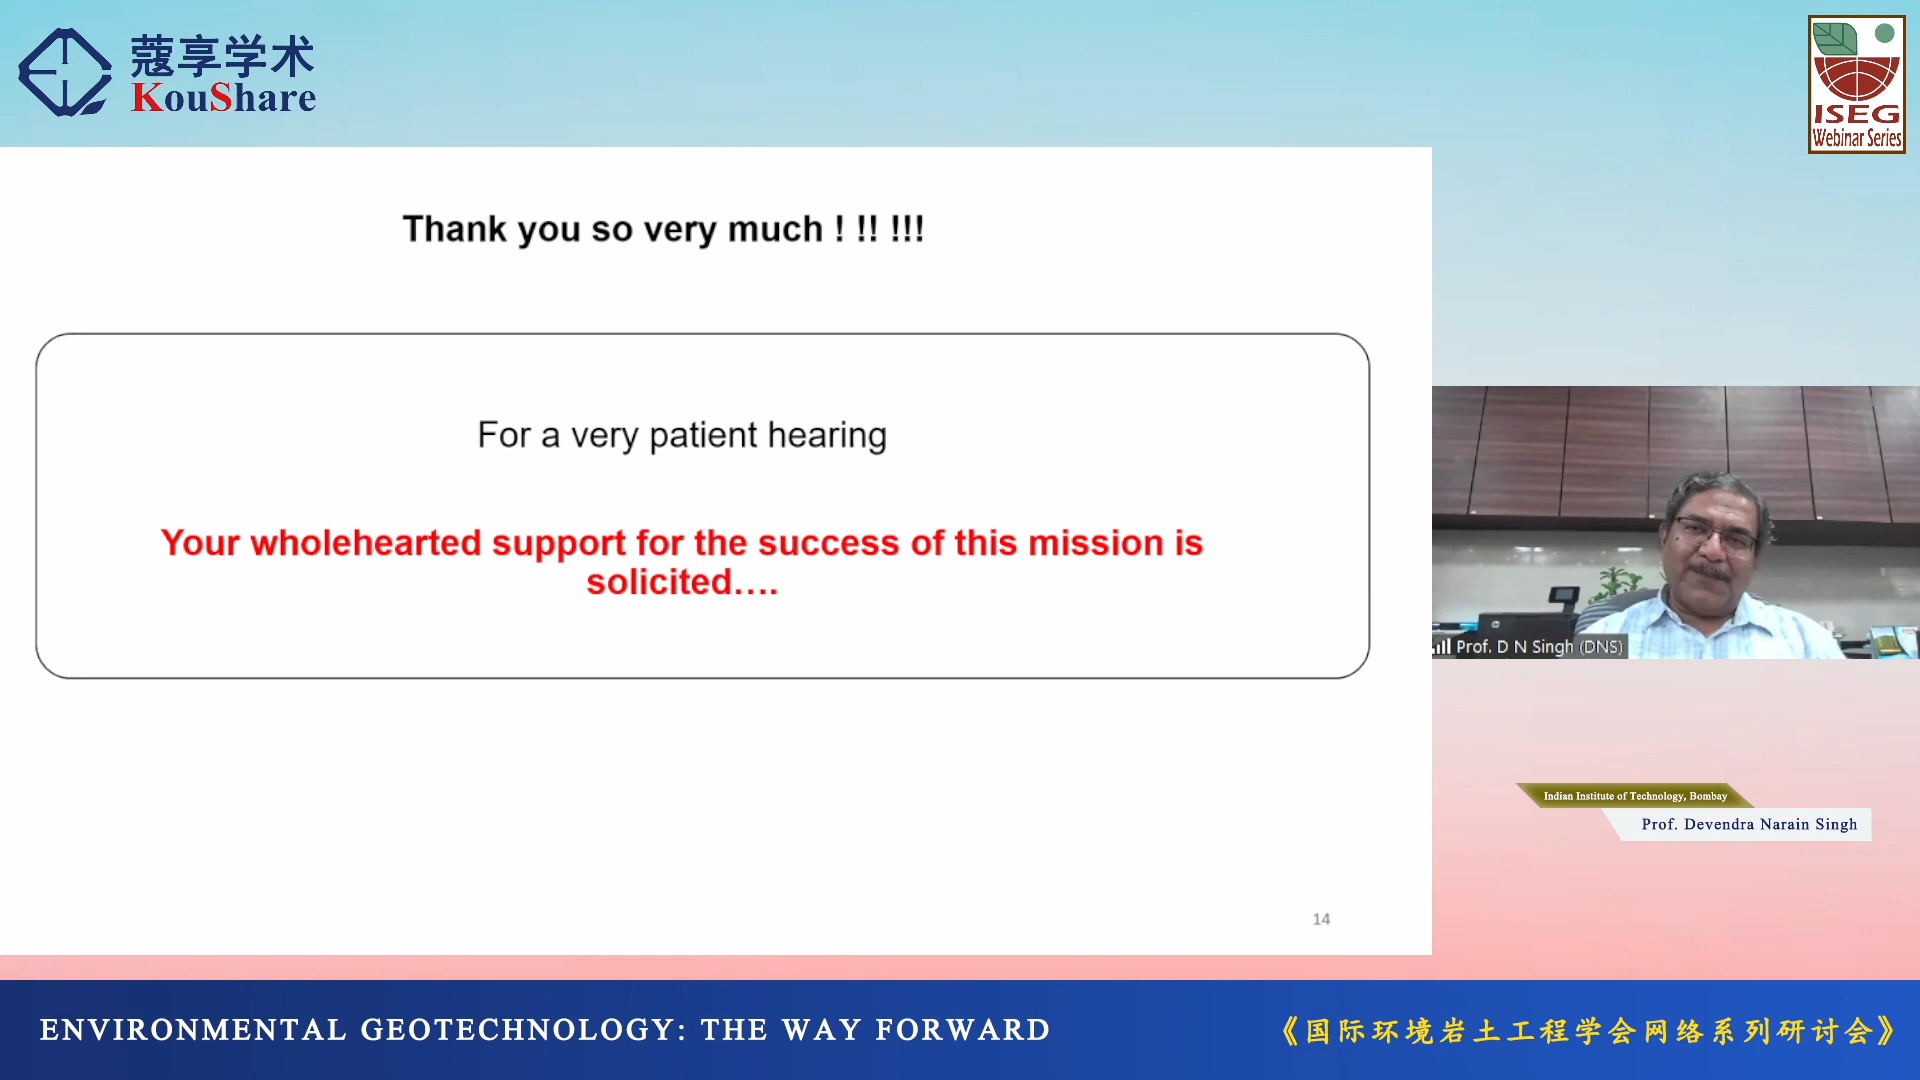 蔻享学术
KouShare
ISEG
Webinar Series
Thank you so very much ! !! !!!
For a very patient hearing
Your wholehearted support for the success of this mission is
solicited….
Prof. D N Singh (DNS)
Indian Institute of Technology, Bombay
Prof. Devendra Narain Singh
14
ENVIRONMENTAL GEOTECHNOLOGY: THE WAY FORWARD
《国际环境岩土工程学会网络系列研讨会》